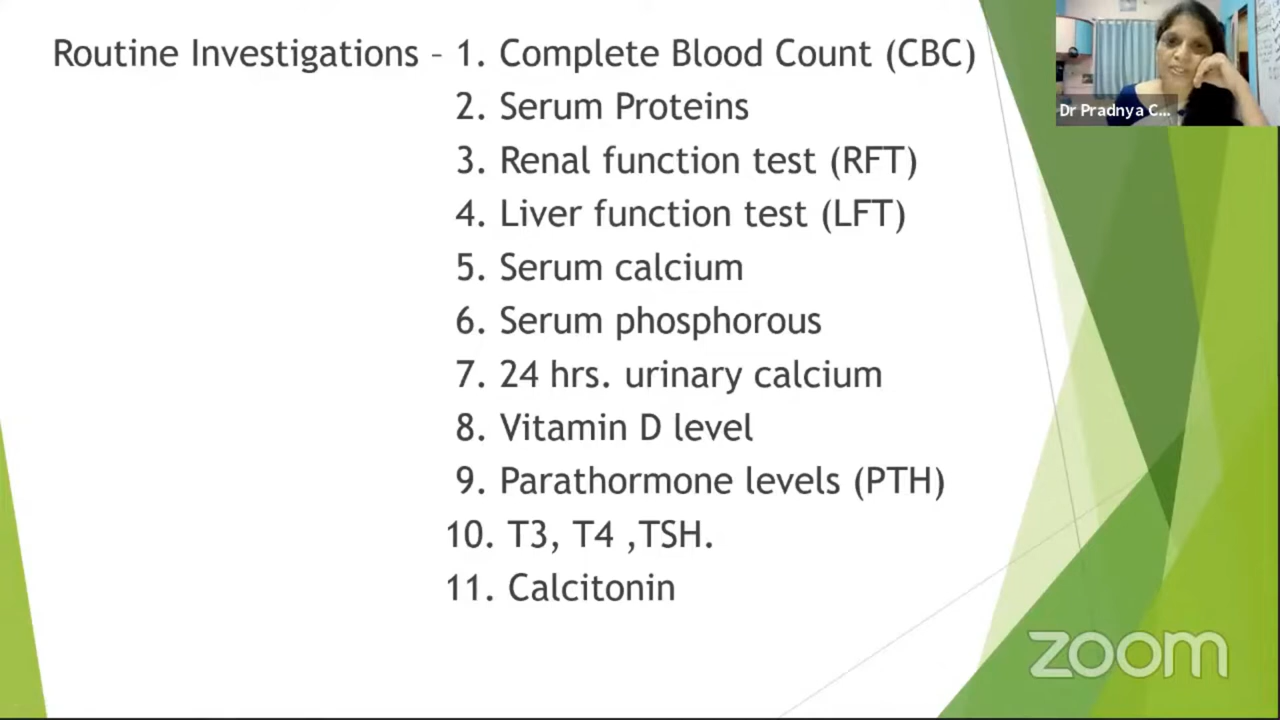 Routine Investigations – 1. Complete Blood Count (CBC)
2. Serum Proteins
3. Renal function test (RFT)
4. Liver function test (LFT)
5. Serum calcium
6. Serum phosphorous
7. 24 hrs. urinary calcium
8. Vitamin D level
9. Parathormone levels (PTH)
10. T3, T4 ,TSH.
11. Calcitonin
Dr Pradnya C...
zoom